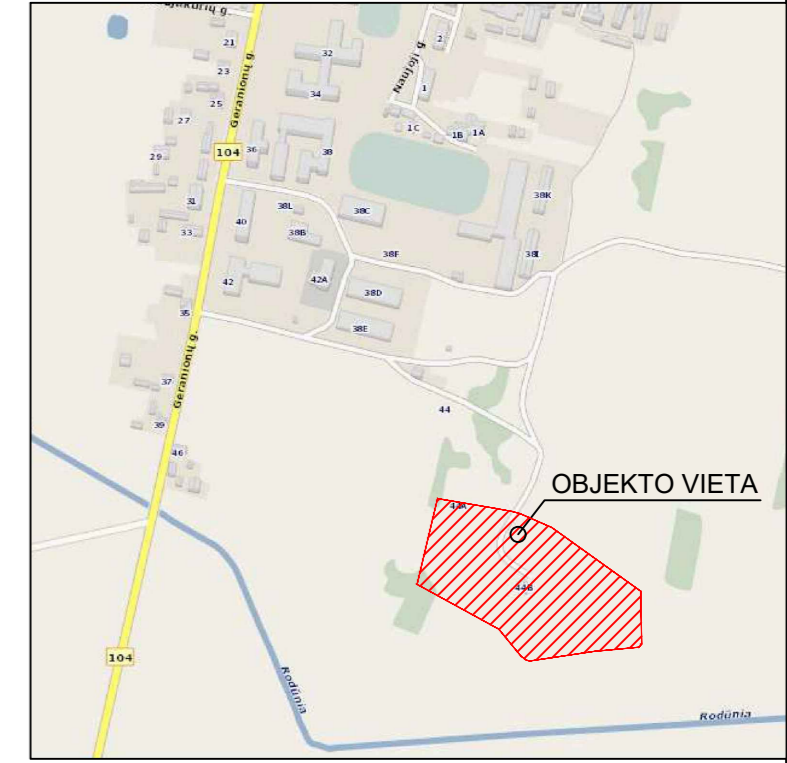 21
2
32
23
Geranionų g.
Naujoji g.
1
34
25
27
1C
1B
1A
104
36
38
29
38K
31
38L
38C
40
33
38B
38F
42
42A
38D
35
38E
Geranionų g.
37
44
39
46
OBJEKTO VIETA
44A
44B
104
Rodūnia
Rodūnia